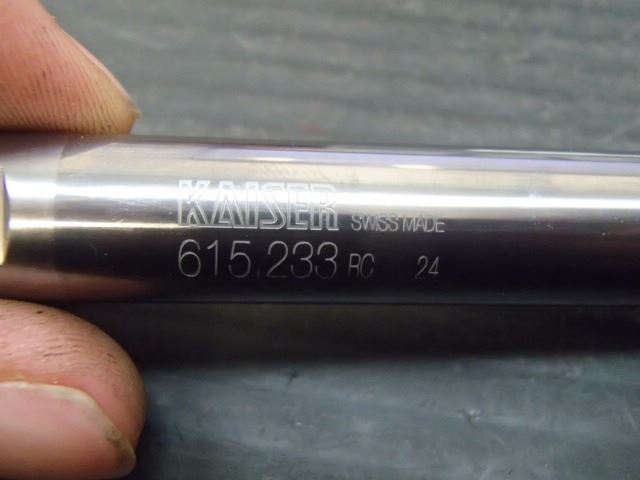 KAISER SWISS MADE
615.233 RC 24